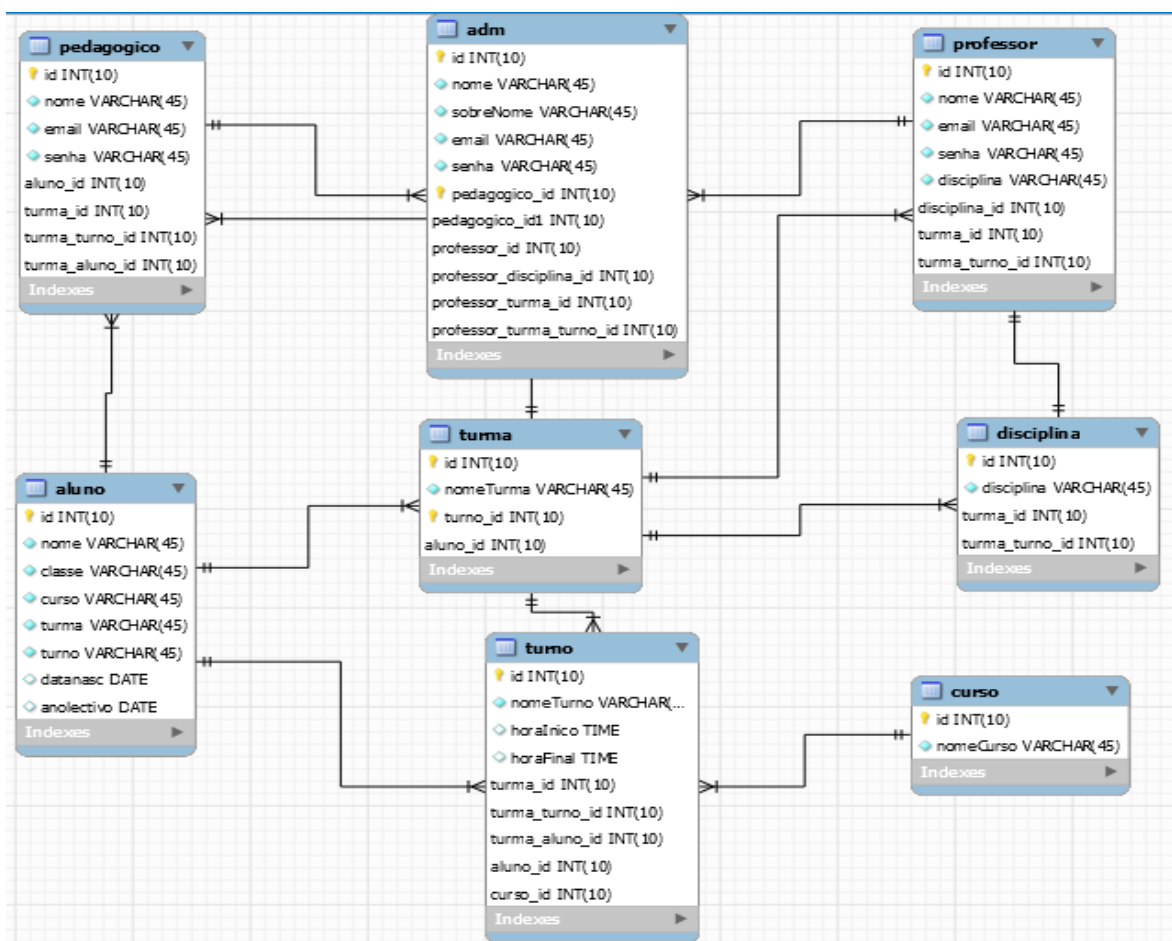 pedagogico
id INT(10)
nome VARCHAR(45)
email VARCHAR(45)
senha VARCHAR(45)
aluno_id INT(10)
turma_id INT(10)
turma_turno_id INT(10)
turma_aluno_id INT(10)
Indexes
adm
id INT(10)
nome VARCHAR(45)
sobreNome VARCHAR(45)
email VARCHAR(45)
senha VARCHAR(45)
pedagogico_id INT(10)
pedagogico_id1 INT(10)
professor_id INT(10)
professor_disciplina_id INT(10)
professor_turma_id INT(10)
professor_turma_turno_id INT(10)
Indexes
professor
id INT(10)
nome VARCHAR(45)
email VARCHAR(45)
senha VARCHAR(45)
disciplina VARCHAR(45)
disciplina_id INT(10)
turma_id INT(10)
turma_turno_id INT(10)
Indexes
aluno
id INT(10)
nome VARCHAR(45)
classe VARCHAR(45)
curso VARCHAR(45)
turma VARCHAR(45)
turno VARCHAR(45)
datanasc DATE
anolectivo DATE
Indexes
turma
id INT(10)
nomeTurma VARCHAR(45)
turno_id INT(10)
aluno_id INT(10)
Indexes
disciplina
id INT(10)
disciplina VARCHAR(45)
turma_id INT(10)
turma_turno_id INT(10)
Indexes
turno
id INT(10)
nomeTurno VARCHAR(...
horaInico TIME
horaFinal TIME
turma_id INT(10)
turma_turno_id INT(10)
turma_aluno_id INT(10)
aluno_id INT(10)
curso_id INT(10)
Indexes
curso
id INT(10)
nomeCurso VARCHAR(45)
Indexes